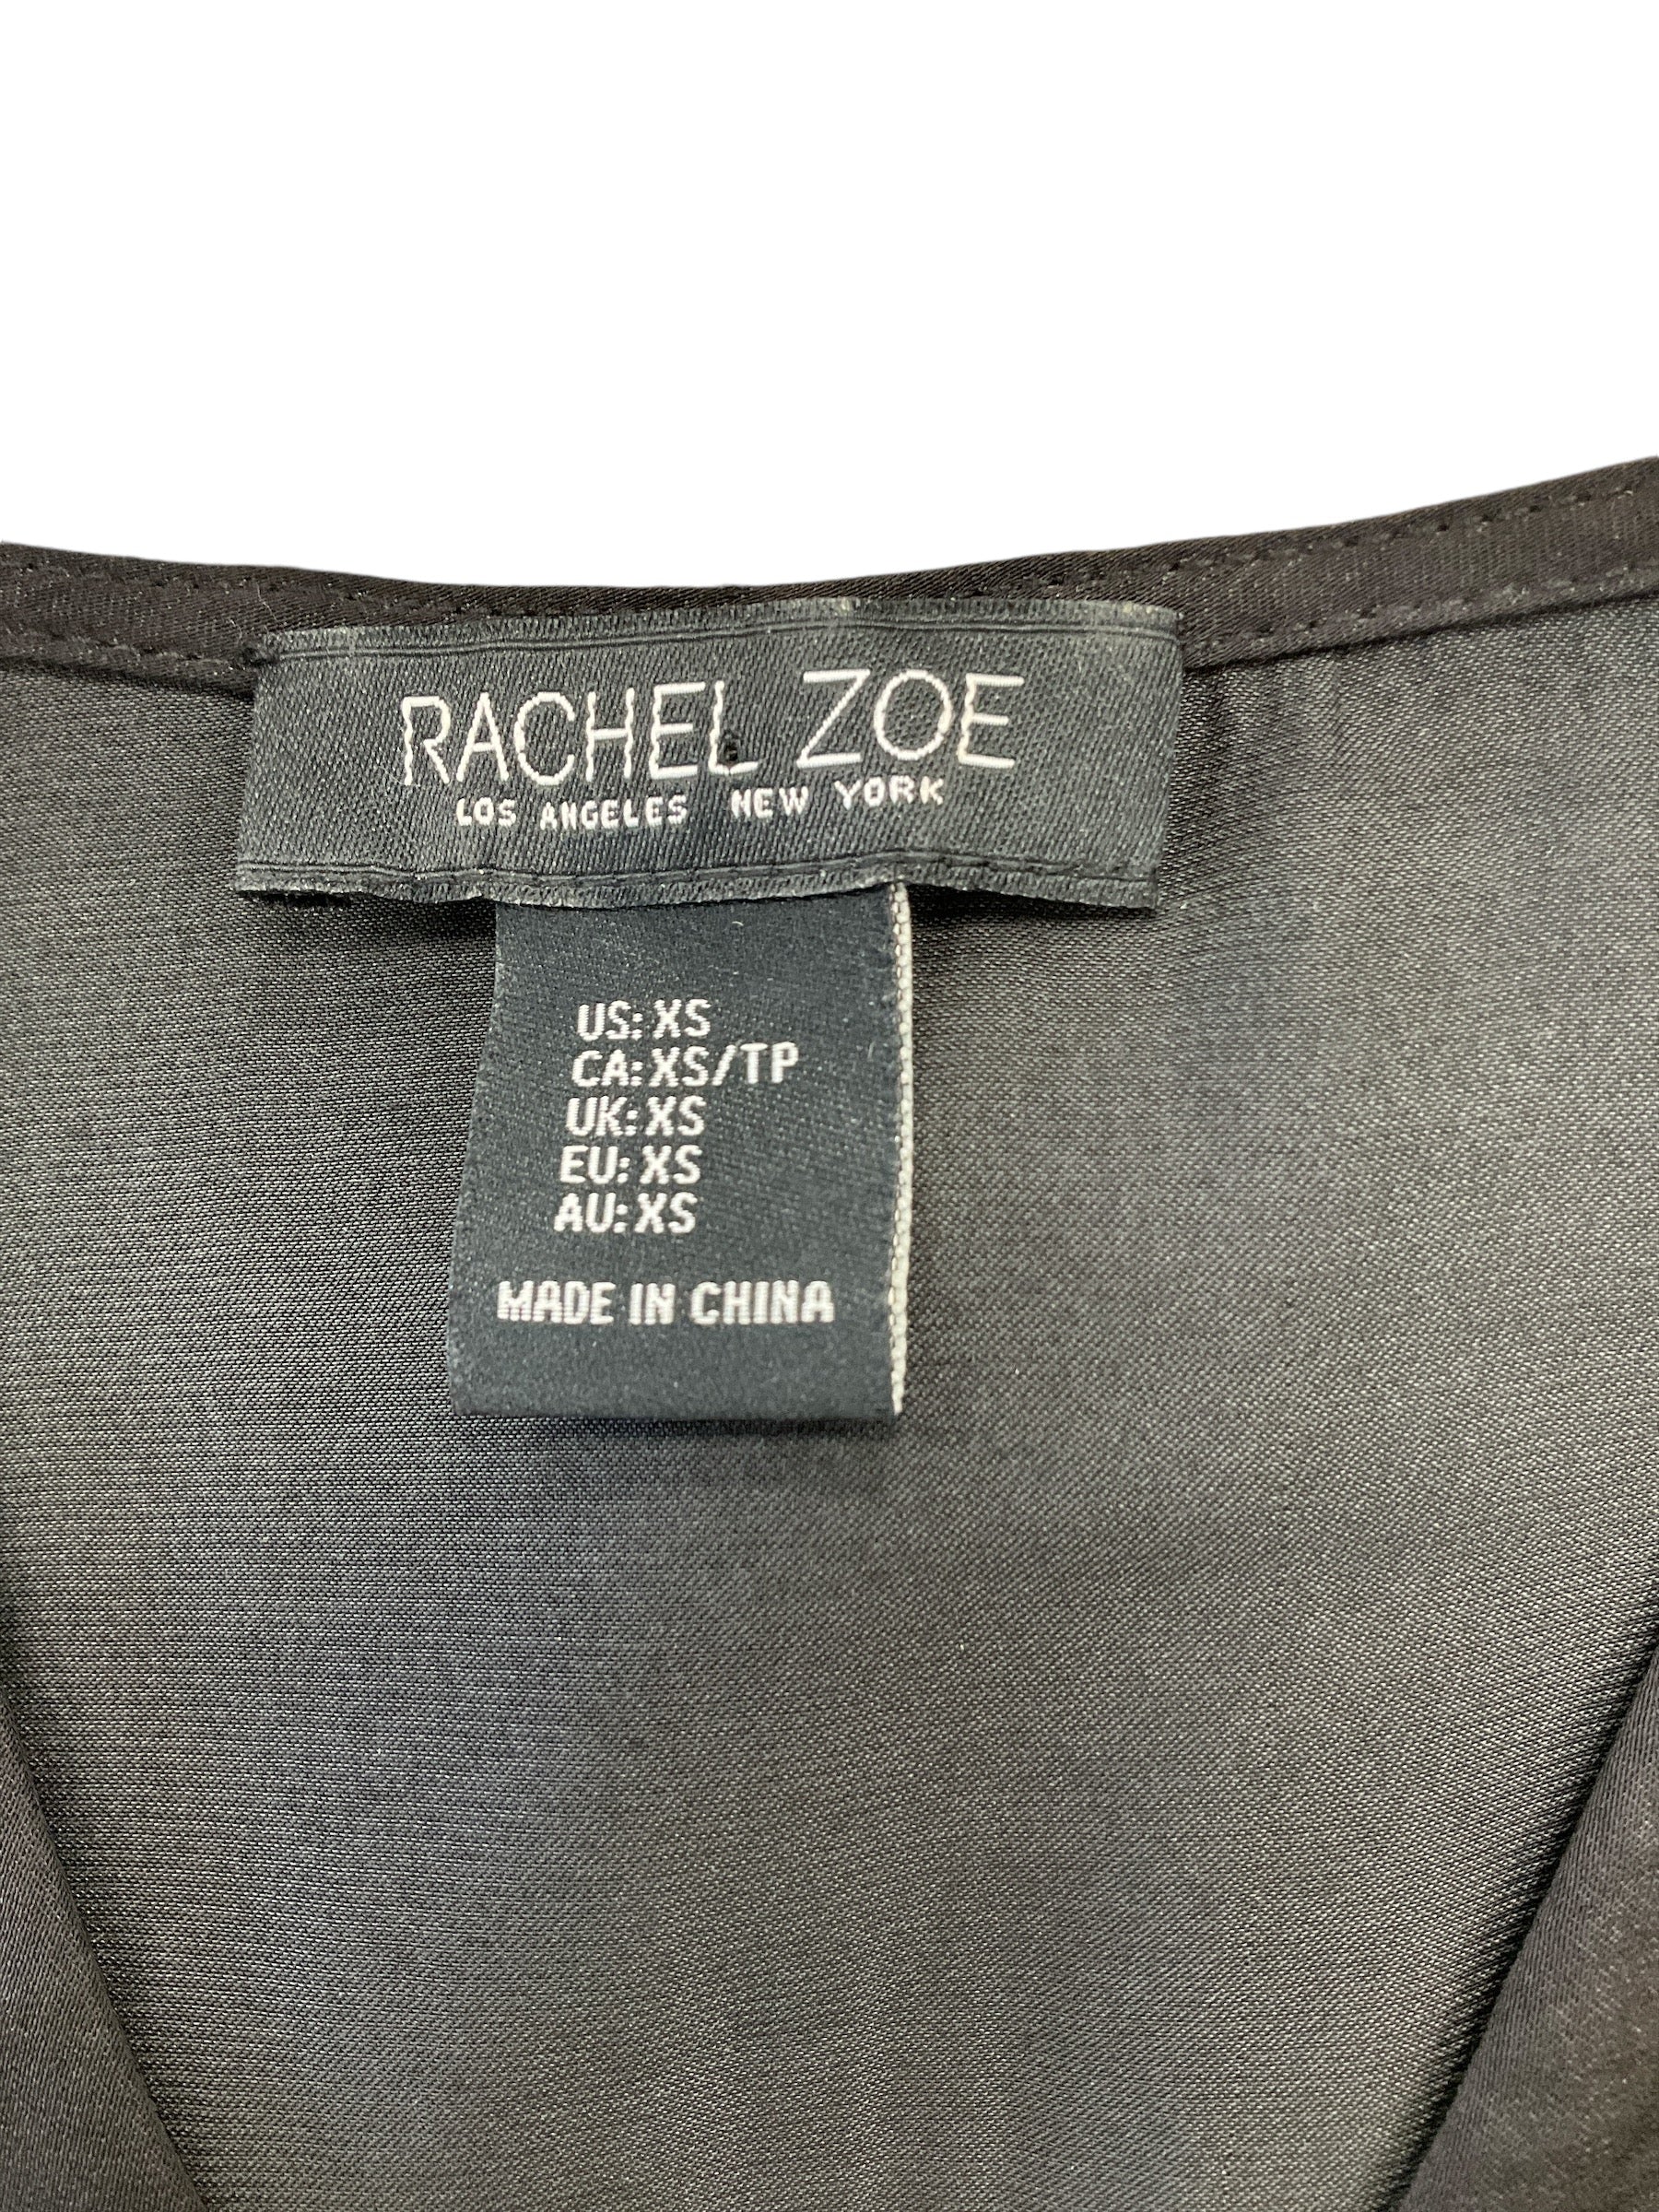 RACHEL ZOE
LOS ANGELES NEW YORK
US: XS
CA: XS/TP
UK: XS
EU: XS
AU: XS
MADE IN CHINA